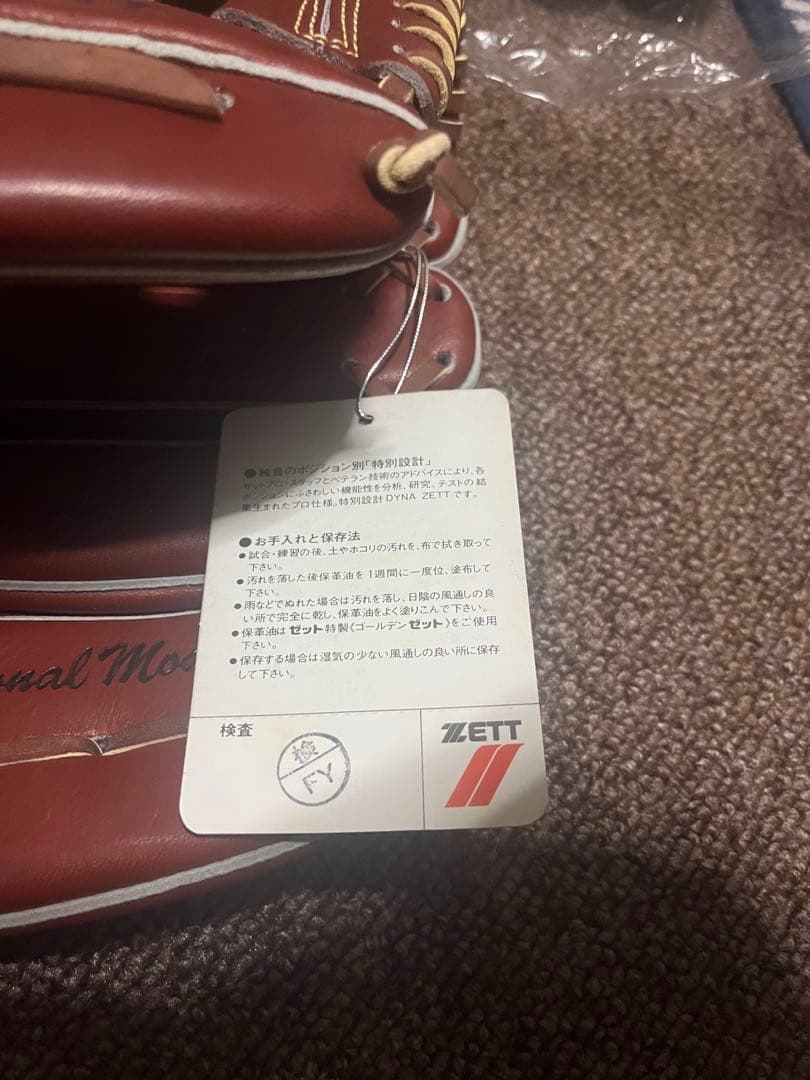 ●独自のポジション別「特別設計」
ゼットプロ・スタッフとベテラン技術のアドバイスにより、各
ポジションにふさわしい機能性を分析、研究、テストの結
果生まれたプロ仕様。特別設計DYNA ZETTです。
●お手入れと保存法
●試合・練習の後、土やホコリの汚れを、布で拭き取って
下さい。
●汚れを落した後保革油を1週間に一度位、塗布して
下さい。
●雨などでぬれた場合は汚れを落し、日陰の風通しの良
い所で完全に乾し、保革油をよく塗りこんで下さい。
●保革油はゼット特製《ゴールデンゼット》をご使用
下さい。
●保存する場合は湿気の少ない風通しの良い所に保存
して下さい。
onal Mo
検査
検
FY
ZETT